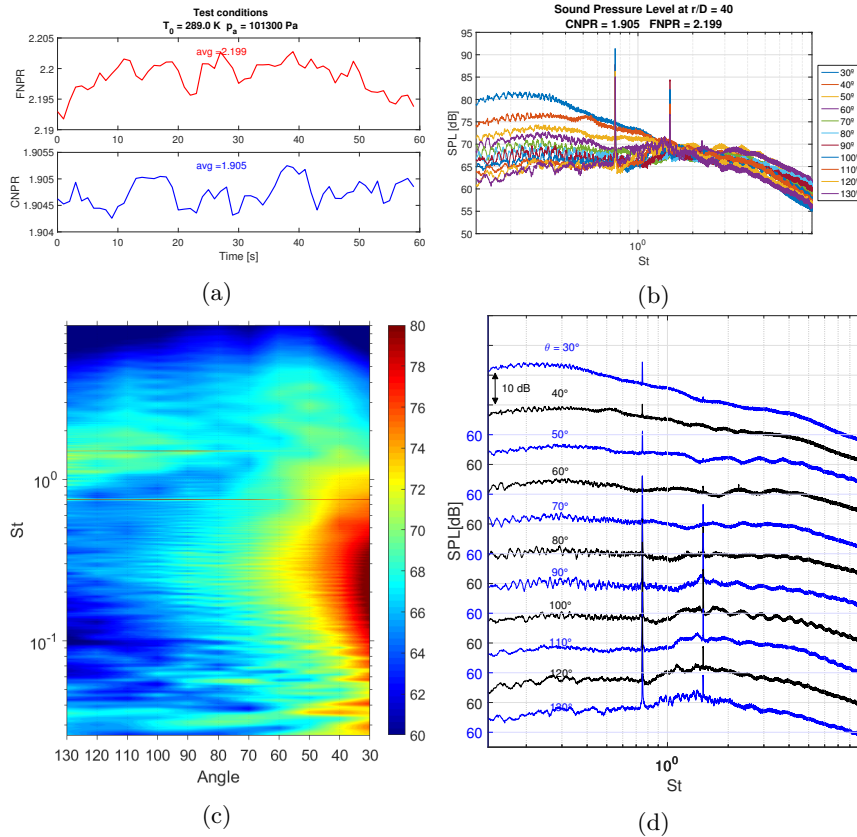 Test conditions
T0 = 289.0 K pa = 101300 Pa
2.205
2.2
2.195
2.19
FNPR
avg =2.199
0 10 20 30 40 50 60
1.9055
1.905
1.9045
1.904
CNPR
avg =1.905
0 10 20 30 40 50 60
Time [s]
(a)
Sound Pressure Level at r/D = 40
CNPR = 1.905 FNPR = 2.199
95
90
85
80
75
70
65
60
55
50
SPL [dB]
10^0
St
30º
40º
50º
60º
70º
80º
90º
100º
110º
120º
130º
(b)
10^0
10^-1
St
130 120 110 100 90 80 70 60 50 40 30
Angle
80
78
76
74
72
70
68
66
64
62
60
(c)
θ = 30°
10 dB
40°
60
50°
60
60
60°
60
70°
60
80°
60
90°
60
100°
60
110°
60
120°
60
130°
SPL[dB]
10^0
St
(d)